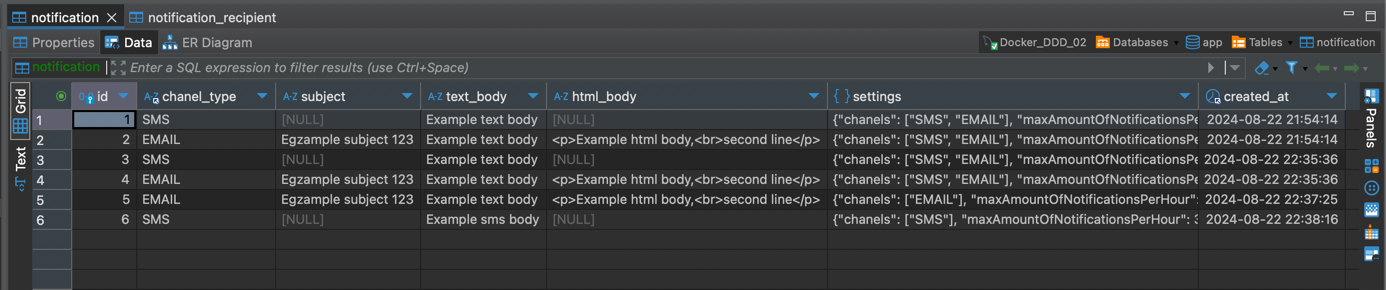 notification notification_recipient
Properties Data ER Diagram Docker_DDD_02 Databases app Tables notification
notification Enter a SQL expression to filter results (use Ctrl+Space)
Grid
Text
Panels
id chanel_type subject text_body html_body settings created_at
1 1 SMS [NULL] Example text body [NULL] {"chanels": ["SMS", "EMAIL"], "maxAmountOfNotificationsPe 2024-08-22 21:54:14
2 2 EMAIL Egzample subject 123 Example text body <p>Example html body,<br>second line</p> {"chanels": ["SMS", "EMAIL"], "maxAmountOfNotificationsPe 2024-08-22 21:54:14
3 3 SMS [NULL] Example text body [NULL] {"chanels": ["SMS", "EMAIL"], "maxAmountOfNotificationsPe 2024-08-22 22:35:36
4 4 EMAIL Egzample subject 123 Example text body <p>Example html body,<br>second line</p> {"chanels": ["SMS", "EMAIL"], "maxAmountOfNotificationsPe 2024-08-22 22:35:36
5 5 EMAIL Egzample subject 123 Example text body <p>Example html body,<br>second line</p> {"chanels": ["EMAIL"], "maxAmountOfNotificationsPerHour": 2024-08-22 22:37:25
6 6 SMS [NULL] Example sms body [NULL] {"chanels": ["SMS"], "maxAmountOfNotificationsPerHour": 3 2024-08-22 22:38:16